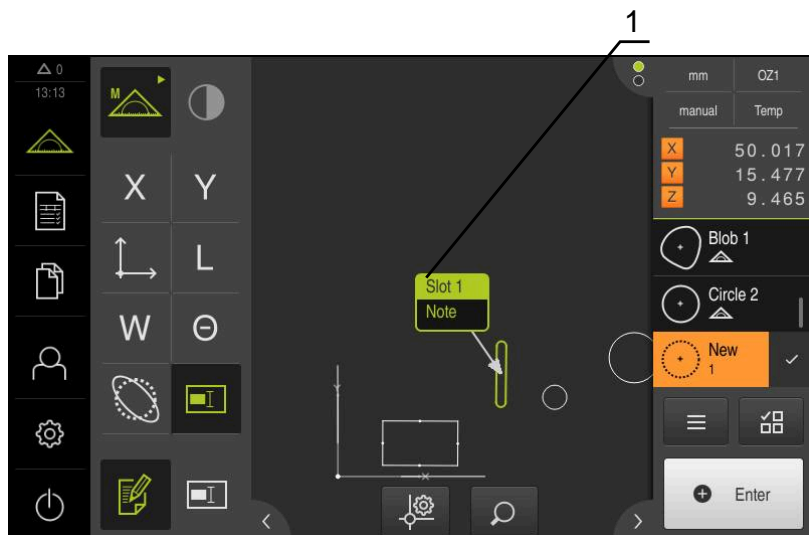 1
0
13:13
M
X
Y
L
W
Θ
Slot 1
Note
Y
X
mm
OZ1
manual
Temp
X 50.017
Y 15.477
Z 9.465
Blob 1
Circle 2
New
1
Enter